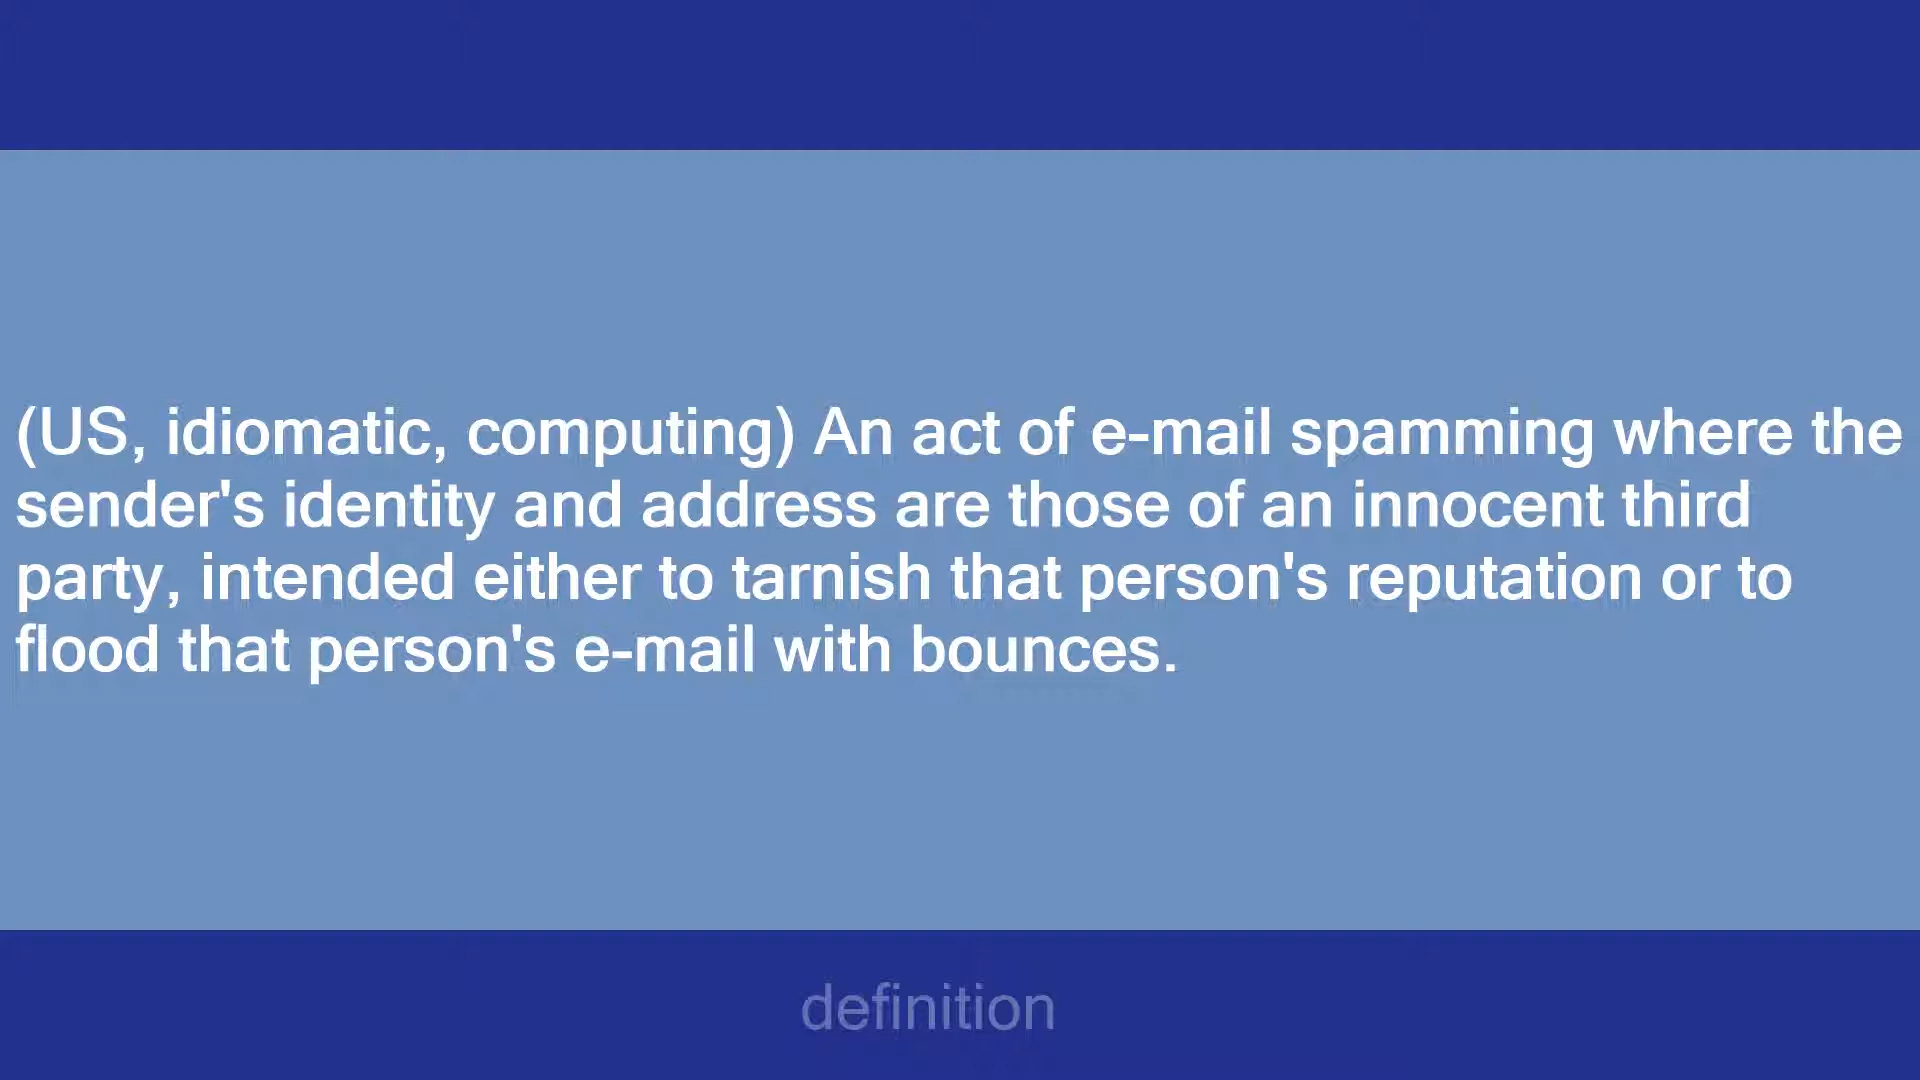 (US, idiomatic, computing) An act of e-mail spamming where the
sender's identity and address are those of an innocent third
party, intended either to tarnish that person's reputation or to
flood that person's e-mail with bounces.
definition